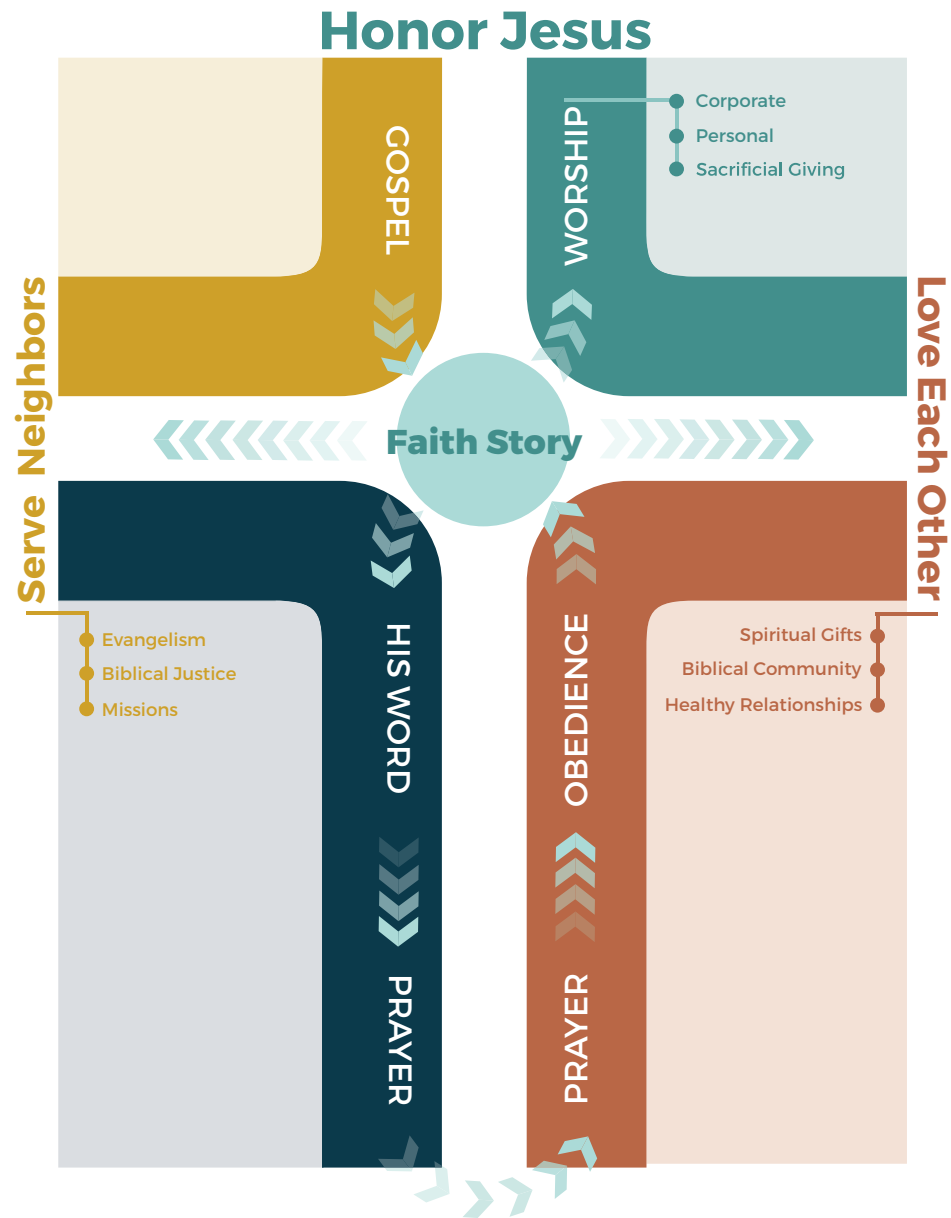 Honor Jesus
GOSPEL
WORSHIP
Corporate
Personal
Sacrificial Giving
Serve Neighbors
Love Each Other
Faith Story
Evangelism
Biblical Justice
Missions
HIS WORD
OBEDIENCE
Spiritual Gifts
Biblical Community
Healthy Relationships
PRAYER
PRAYER